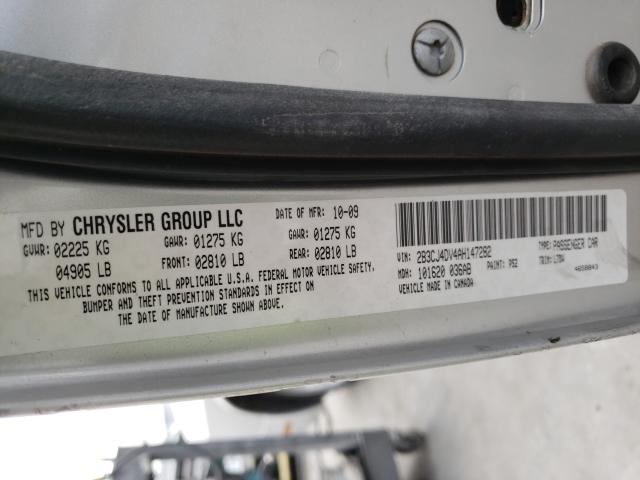 MFD BY CHRYSLER GROUP LLC DATE OF MFR 10-09
GVWR: 02225 KG GAWR: 01275 KG GAWR: 01275 KG
04905 LB FRONT: 02810 LB REAR: 02810 LB
THIS VEHICLE CONFORMS TO ALL APPLICABLE U.S.A. FEDERAL MOTOR VEHICLE SAFETY,
BUMPER AND THEFT PREVENTION STANDARDS IN EFFECT ON
THE DATE OF MANUFACTURE SHOWN ABOVE.
VIN: 2B3CJ4DV4AH147282 TYPE: PASSENGER CAR
MDH: 101620 036AB PAINT: PS2 TRIM:
VEHICLE MADE IN CANADA